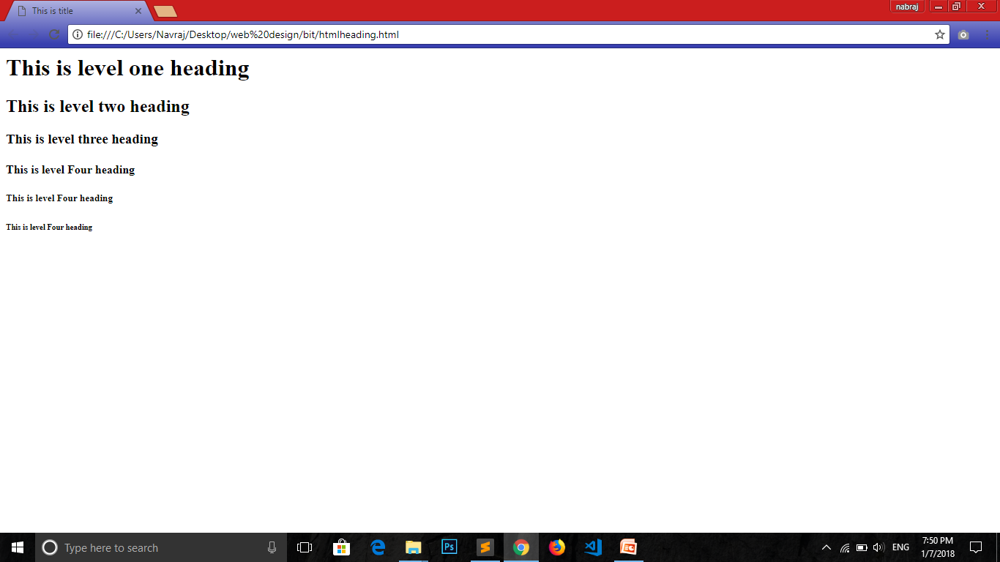 This is title
nabraj
file:///C:/Users/Navraj/Desktop/web%20design/bit/htmlheading.html
This is level one heading
This is level two heading
This is level three heading
This is level Four heading
This is level Four heading
This is level Four heading
Type here to search
Ps
ENG
7:50 PM
1/7/2018